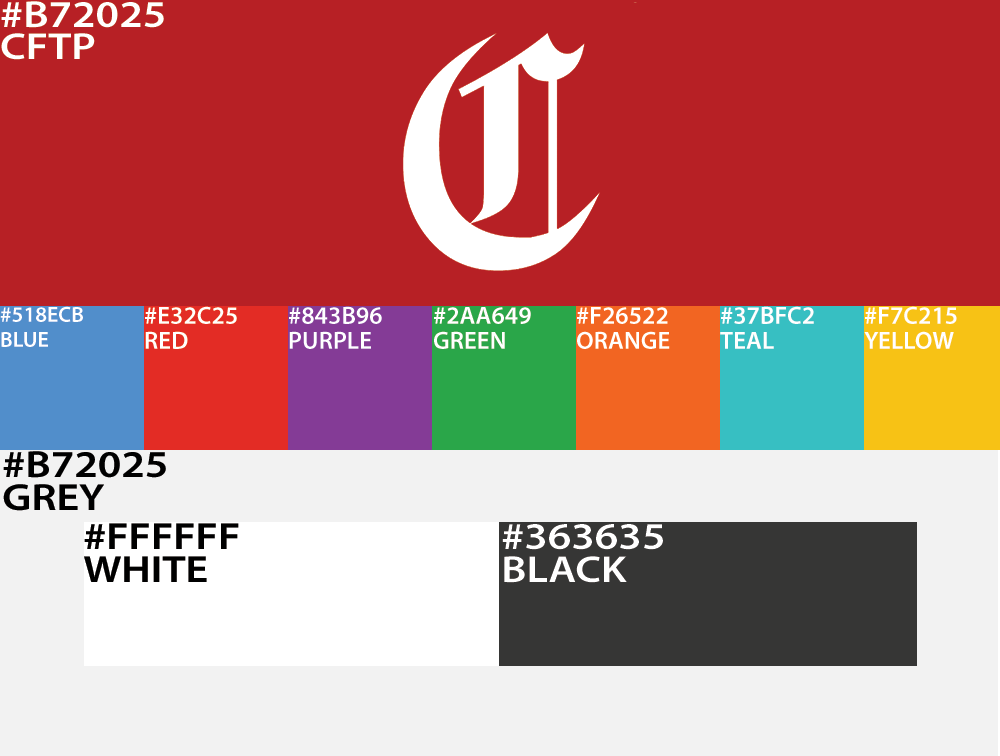 #B72025
CFTP
C
#518ECB
BLUE
#E32C25
RED
#843B96
PURPLE
#2AA649
GREEN
#F26522
ORANGE
#37BFC2
TEAL
#F7C215
YELLOW
#B72025
GREY
#FFFFFF
WHITE
#363635
BLACK